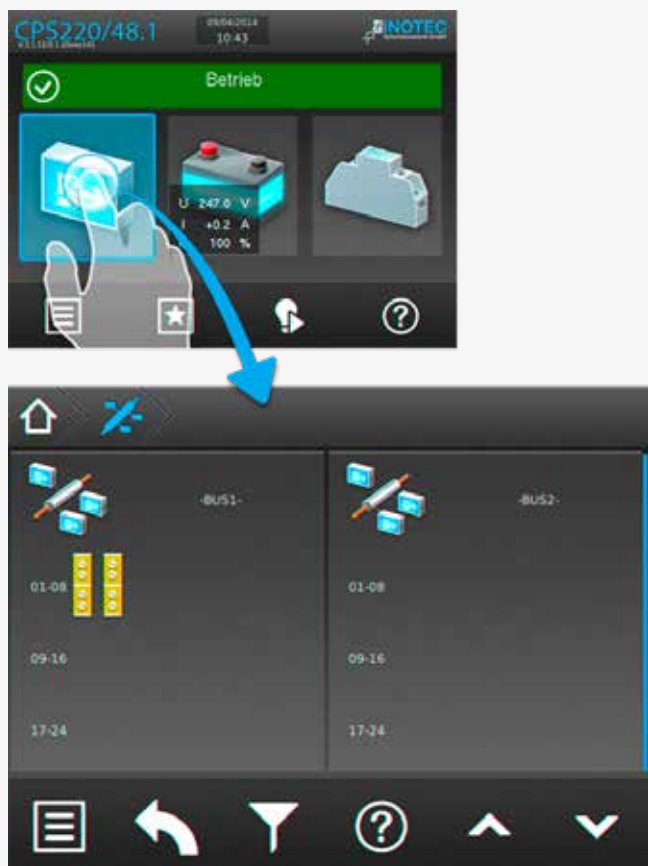 CPS220/48.1
09/04/2014
10:43
INOTEC
Betrieb
U 247.0 V
I +0.2 A
100 %
-BUS1-
-BUS2-
01-08
01-08
09-16
09-16
17-24
17-24